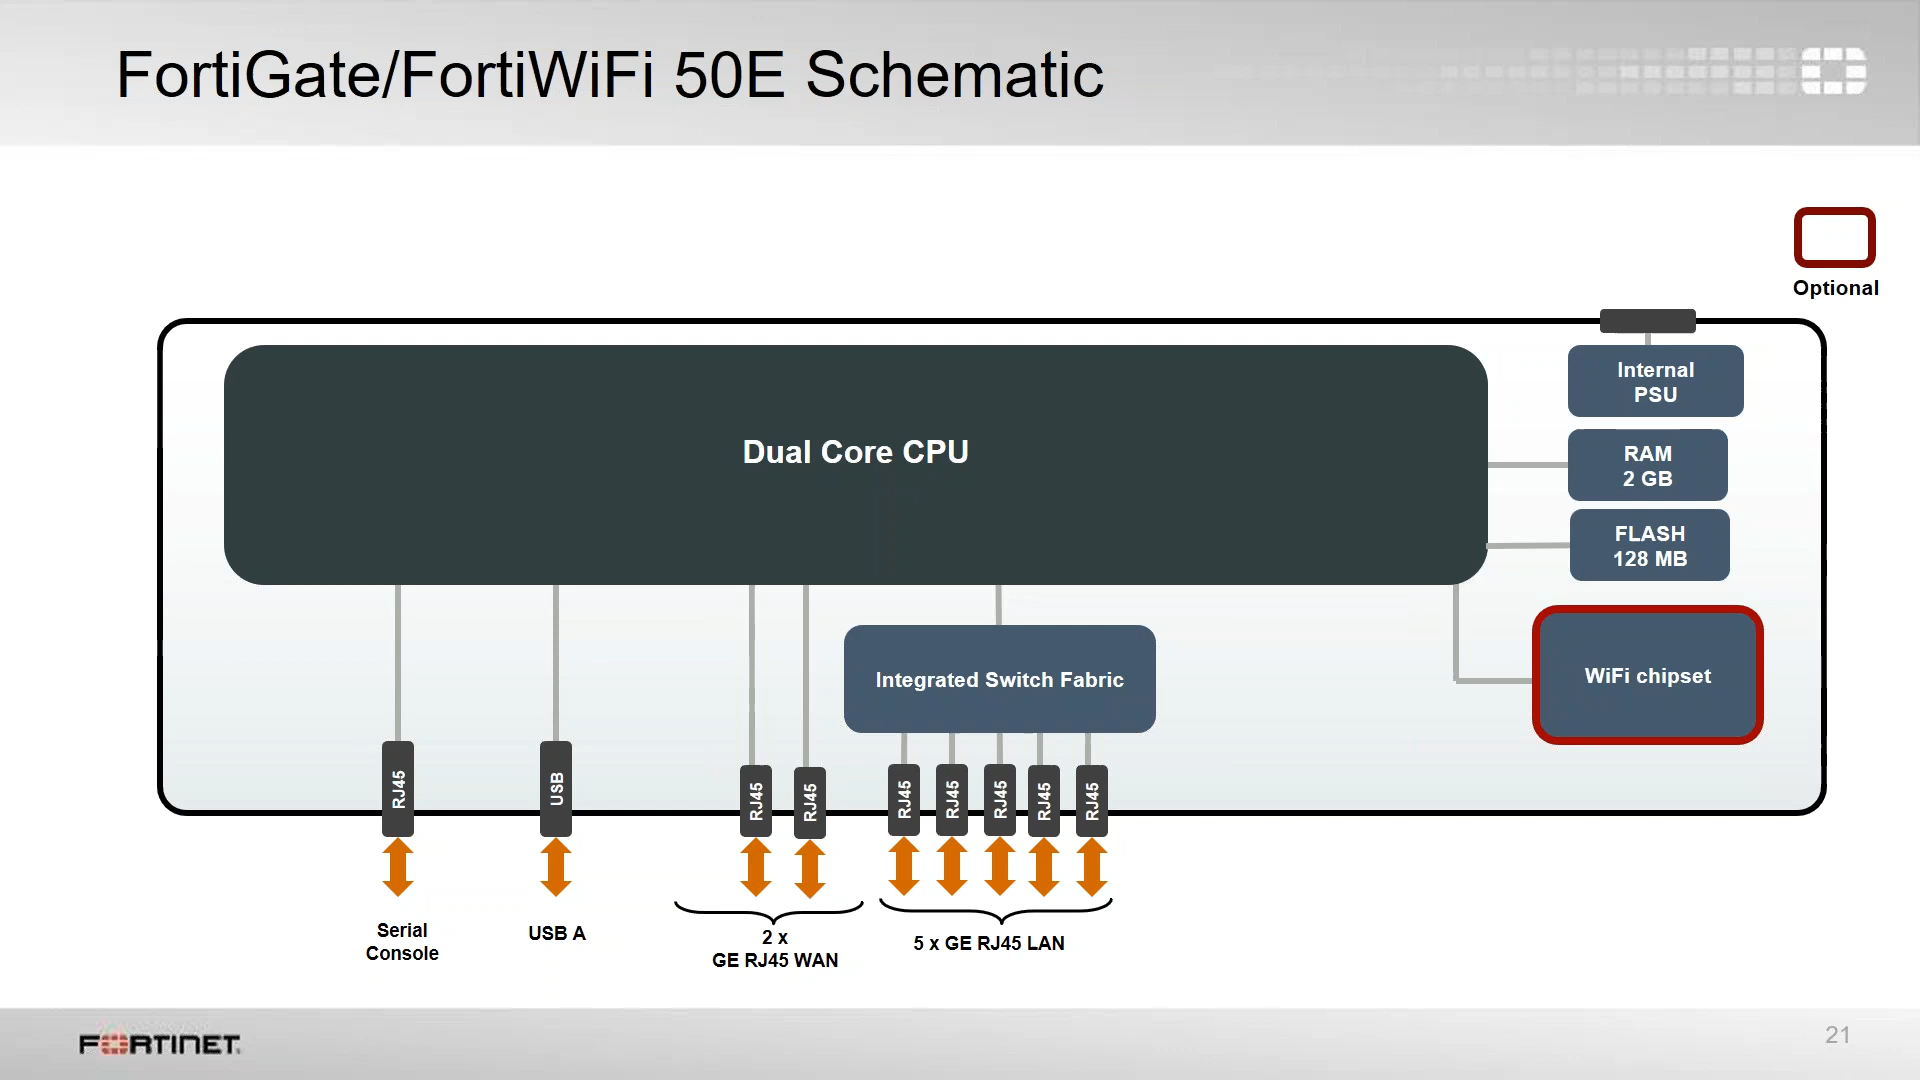 FortiGate/FortiWiFi 50E Schematic
Optional
Internal
PSU
Dual Core CPU
RAM
2 GB
FLASH
128 MB
Integrated Switch Fabric
WiFi chipset
RJ45
USB
RJ45
RJ45
RJ45
RJ45
RJ45
RJ45
RJ45
Serial
Console
USB A
2 x
GE RJ45 WAN
5 x GE RJ45 LAN
FORTINET
21